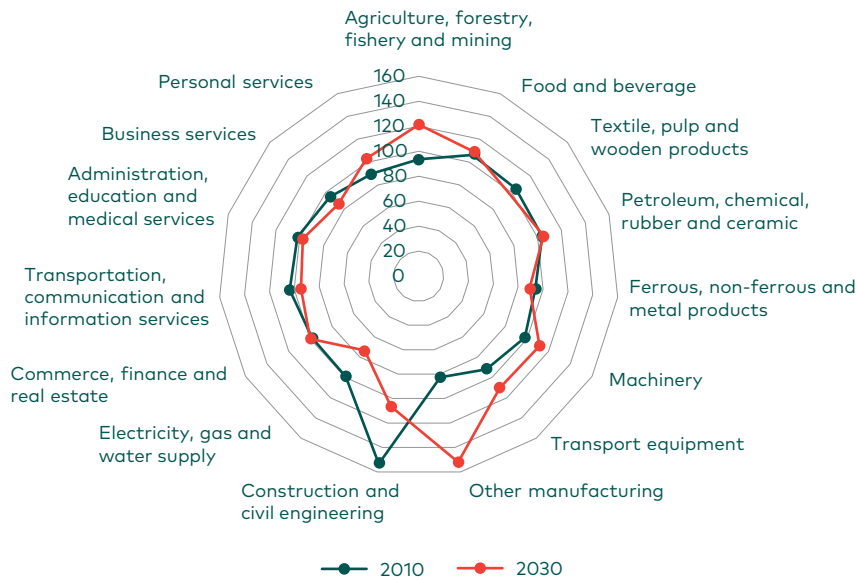 Agriculture, forestry,
fishery and mining
Food and beverage
Textile, pulp and
wooden products
Petroleum, chemical,
rubber and ceramic
Ferrous, non-ferrous and
metal products
Machinery
Transport equipment
Other manufacturing
Construction and
civil engineering
Electricity, gas and
water supply
Commerce, finance and
real estate
Transportation,
communication and
information services
Administration,
education and
medical services
Business services
Personal services
160
140
120
100
80
60
40
20
0
2010
2030